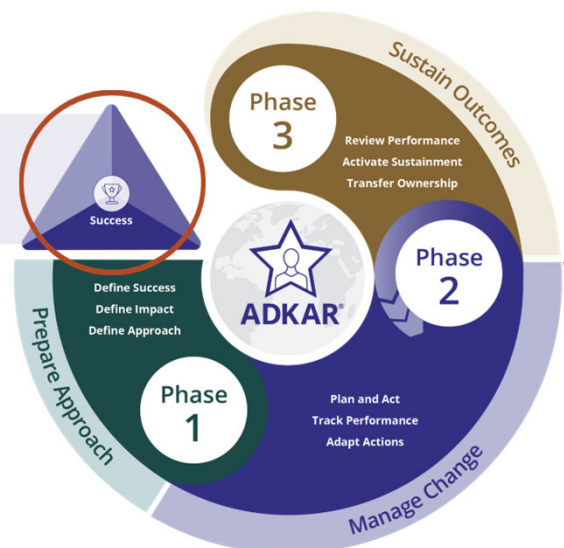 Success
Prepare Approach
Define Success
Define Impact
Define Approach
Phase
1
ADKAR®
Phase
2
Plan and Act
Track Performance
Adapt Actions
Manage Change
Phase
3
Review Performance
Activate Sustainment
Transfer Ownership
Sustain Outcomes